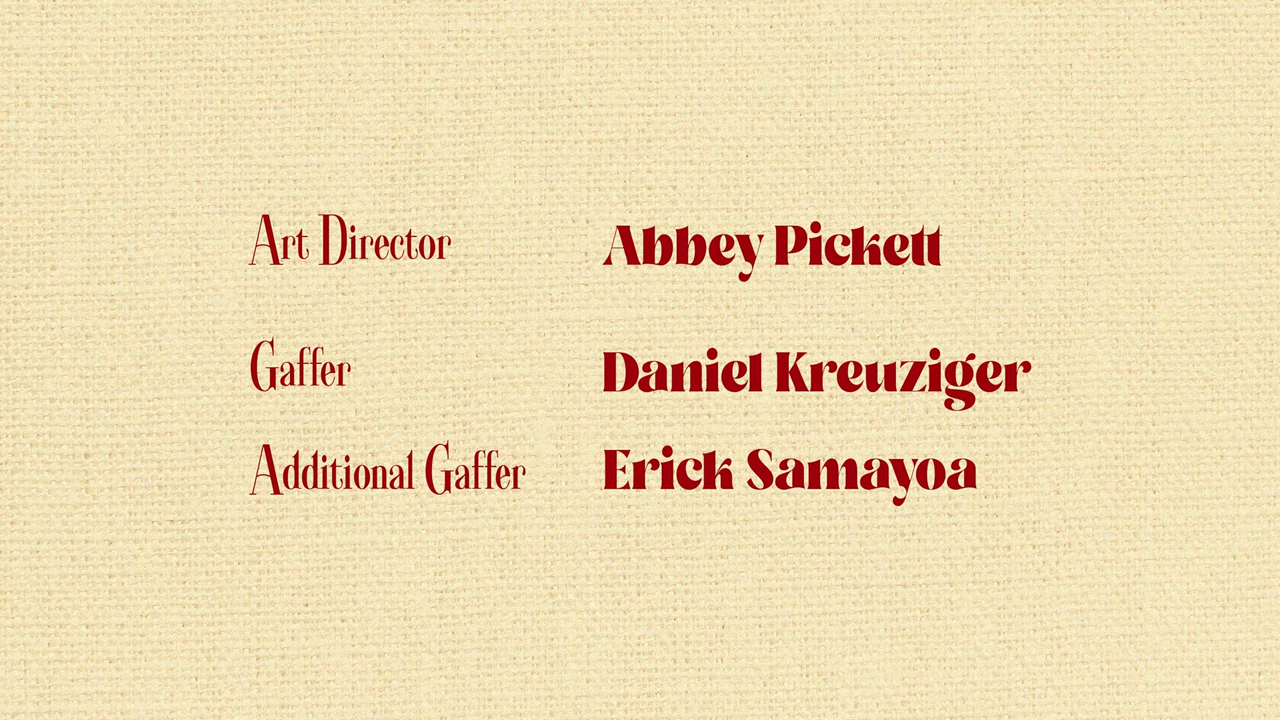 Art Director Abbey Pickett
Gaffer Daniel Kreuziger
Additional Gaffer Erick Samayoa